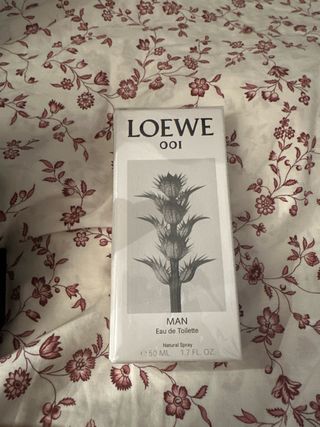 LOEWE
001
MAN
Eau de Toilette
Natural Spray
℮ 50 ML 1.7 FL. OZ.